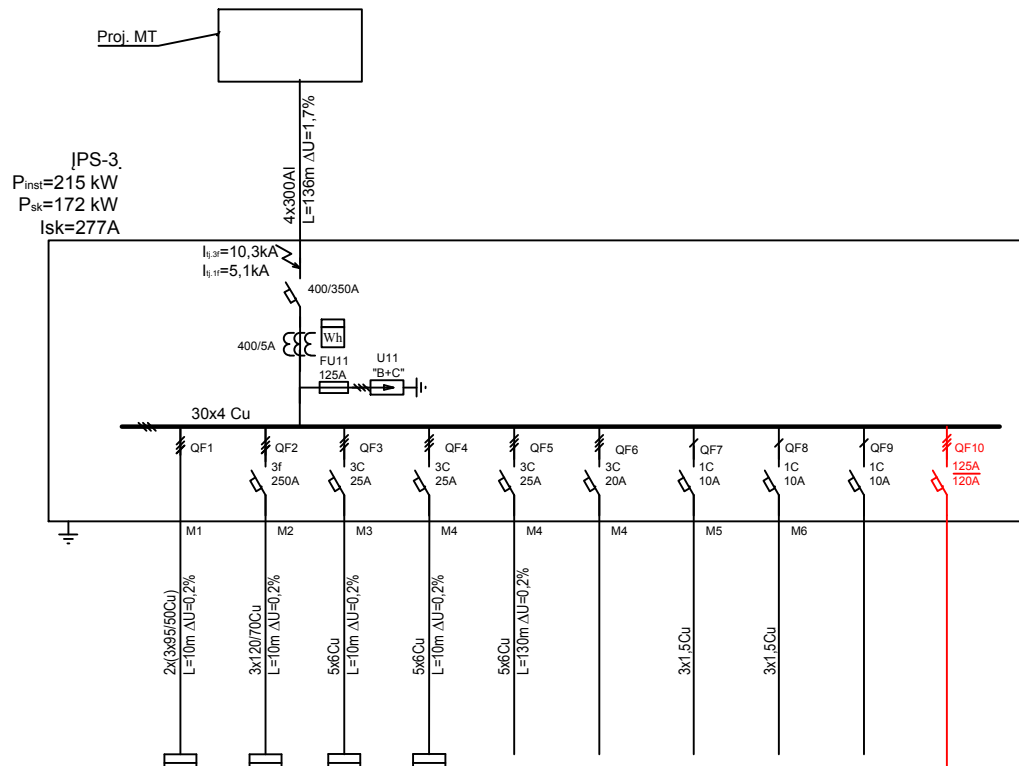 Proj. MT
4x300Al
L=136m ΔU=1,7%
ĮPS-3.
Pinst=215 kW
Psk=172 kW
Isk=277A
Itj.3f=10,3kA
Itj.1f=5,1kA
400/350A
400/5A
Wh
FU11
125A
U11
"B+C"
30x4 Cu
QF1
QF2
3f
250A
QF3
3C
25A
QF4
3C
25A
QF5
3C
25A
QF6
3C
20A
QF7
1C
10A
QF8
1C
10A
QF9
1C
10A
QF10
125A
120A
M1
M2
M3
M4
M4
M4
M5
M6
2x(3x95/50Cu)
L=10m ΔU=0,2%
3x120/70Cu
L=10m ΔU=0,2%
5x6Cu
L=10m ΔU=0,2%
5x6Cu
L=10m ΔU=0,2%
5x6Cu
L=130m ΔU=0,2%
3x1,5Cu
3x1,5Cu